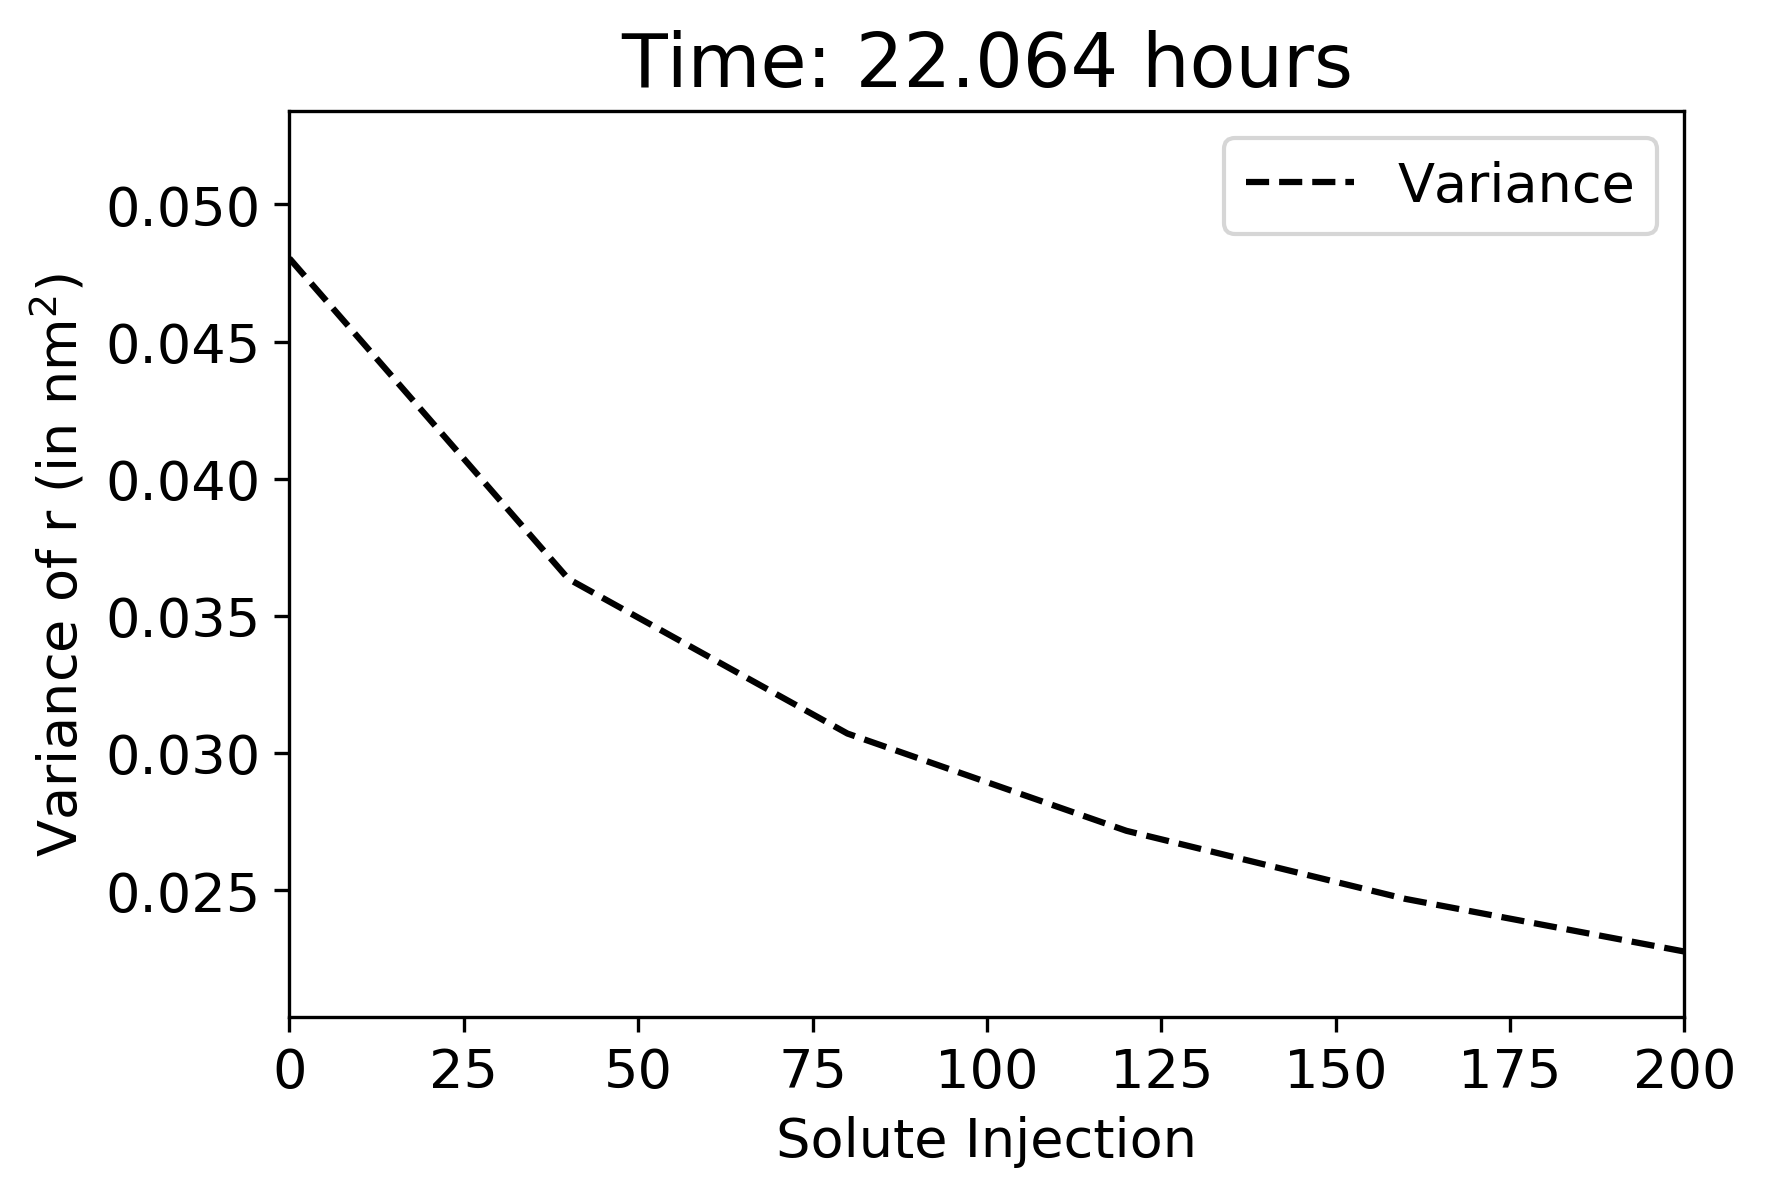 Time: 22.064 hours
Variance
Variance of r (in nm²)
0.050
0.045
0.040
0.035
0.030
0.025
0 25 50 75 100 125 150 175 200
Solute Injection